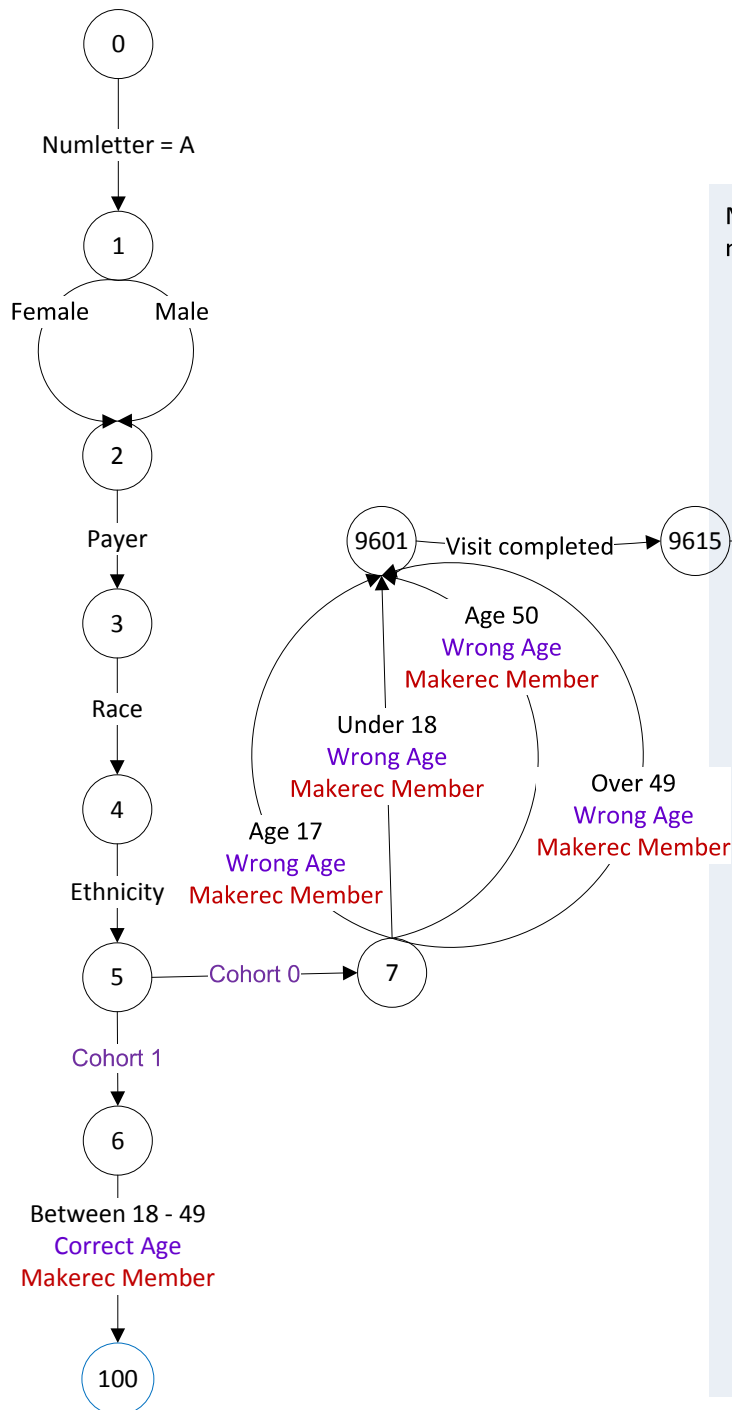 0
Numletter = A
1
Female
Male
2
Payer
3
Race
4
Ethnicity
5
Cohort 0
7
Cohort 1
6
Between 18 - 49
Correct Age
Makerec Member
100
Age 17
Wrong Age
Makerec Member
Under 18
Wrong Age
Makerec Member
Age 50
Wrong Age
Makerec Member
Over 49
Wrong Age
Makerec Member
9601
Visit completed
9615